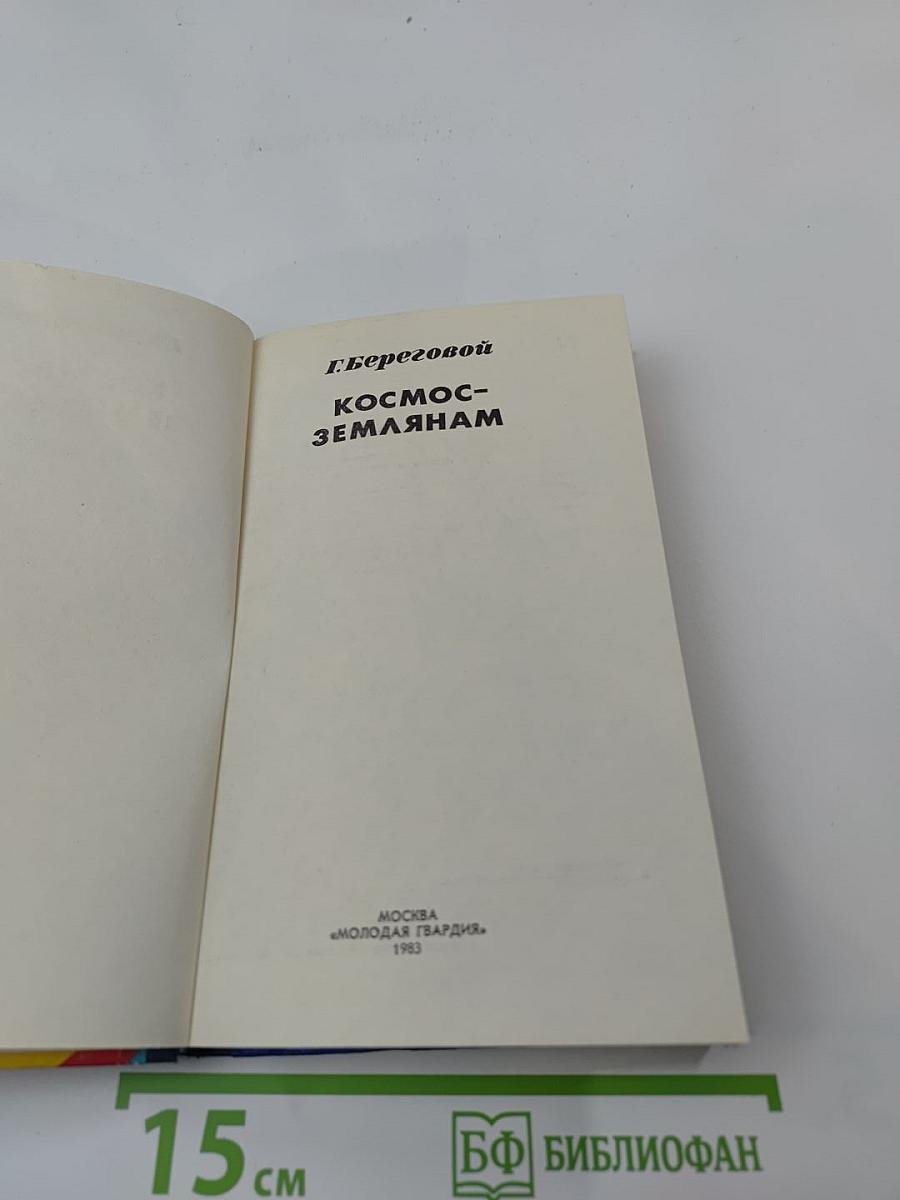 Г. Береговой
КОСМОС–
ЗЕМЛЯНАМ
МОСКВА
«МОЛОДАЯ ГВАРДИЯ»
1983
15 см
БФ БИБЛИОФАН